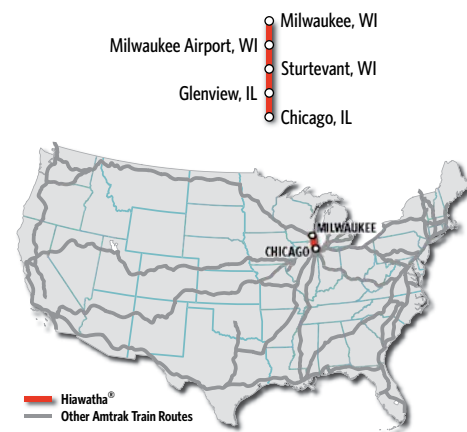 Milwaukee, WI
Milwaukee Airport, WI
Sturtevant, WI
Glenview, IL
Chicago, IL
MILWAUKEE
CHICAGO
Hiawatha®
Other Amtrak Train Routes